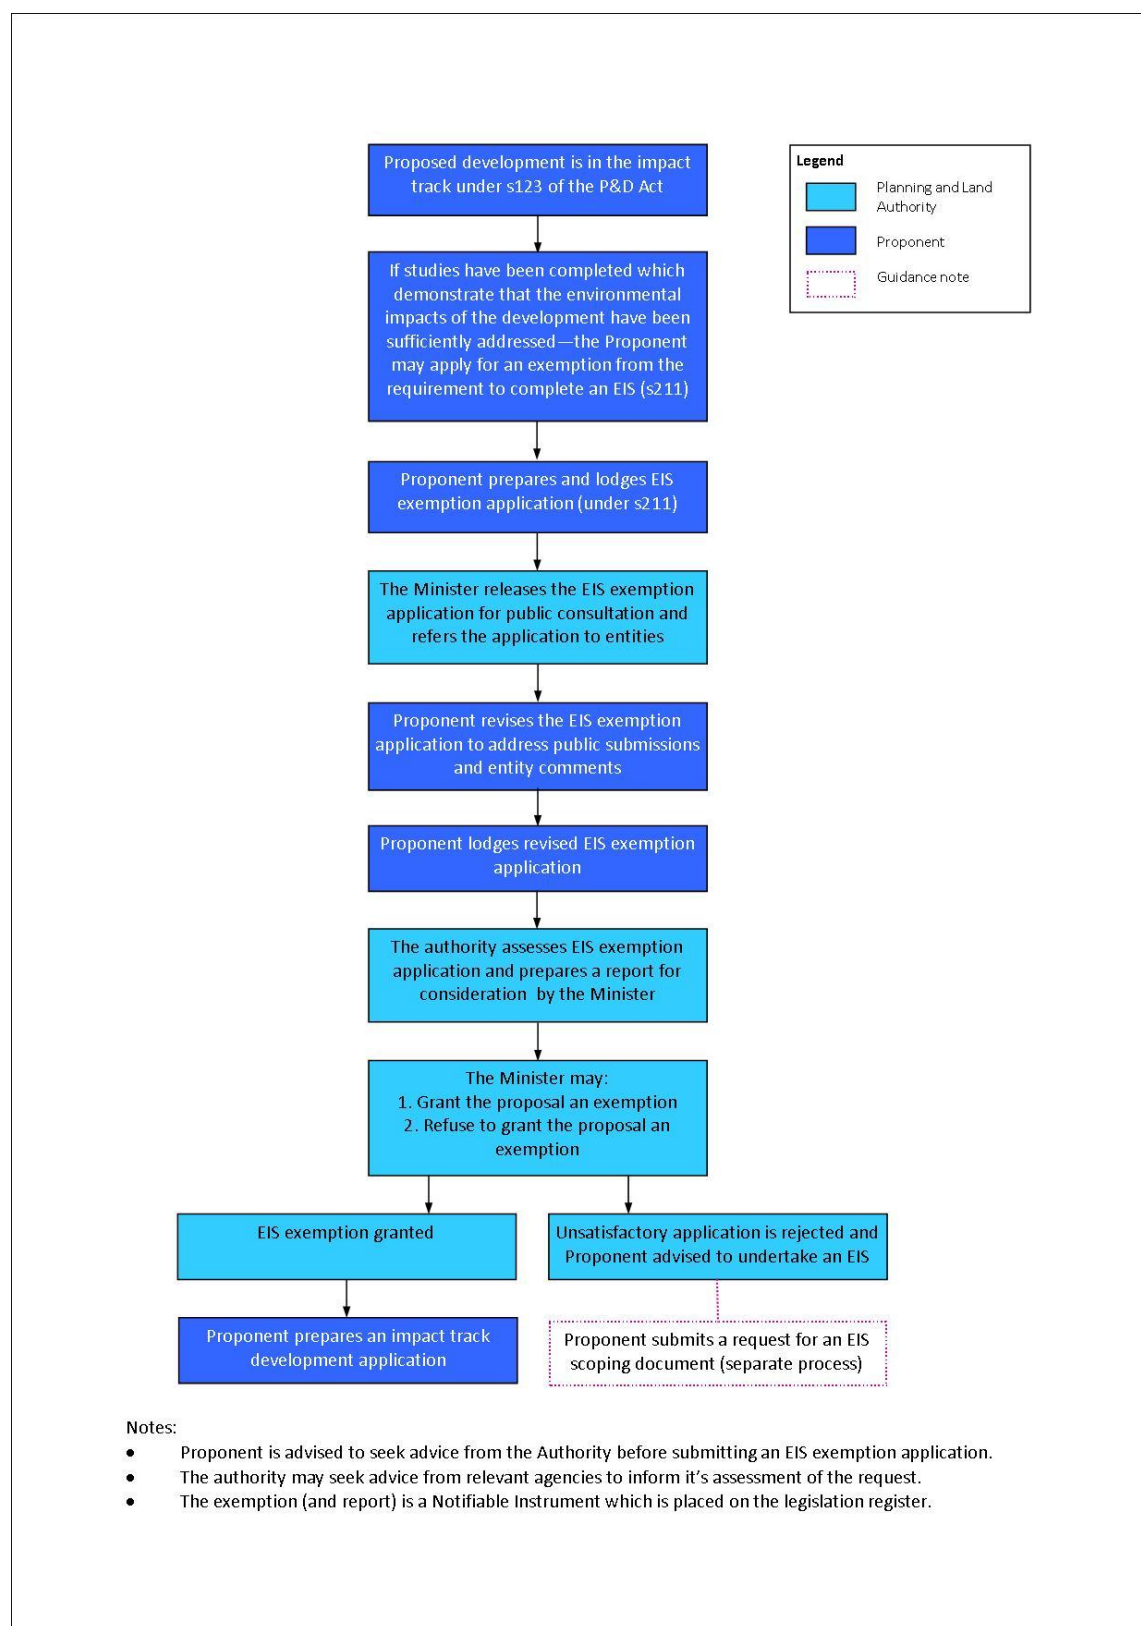 Proposed development is in the impact
track under s123 of the P&D Act
Legend
Planning and Land
Authority
Proponent
Guidance note
If studies have been completed which
demonstrate that the environmental
impacts of the development have been
sufficiently addressed—the Proponent
may apply for an exemption from the
requirement to complete an EIS (s211)
Proponent prepares and lodges EIS
exemption application (under s211)
The Minister releases the EIS exemption
application for public consultation and
refers the application to entities
Proponent revises the EIS exemption
application to address public submissions
and entity comments
Proponent lodges revised EIS exemption
application
The authority assesses EIS exemption
application and prepares a report for
consideration by the Minister
The Minister may:
1. Grant the proposal an exemption
2. Refuse to grant the proposal an
exemption
EIS exemption granted
Unsatisfactory application is rejected and
Proponent advised to undertake an EIS
Proponent prepares an impact track
development application
Proponent submits a request for an EIS
scoping document (separate process)
Notes:
• Proponent is advised to seek advice from the Authority before submitting an EIS exemption application.
• The authority may seek advice from relevant agencies to inform it's assessment of the request.
• The exemption (and report) is a Notifiable Instrument which is placed on the legislation register.